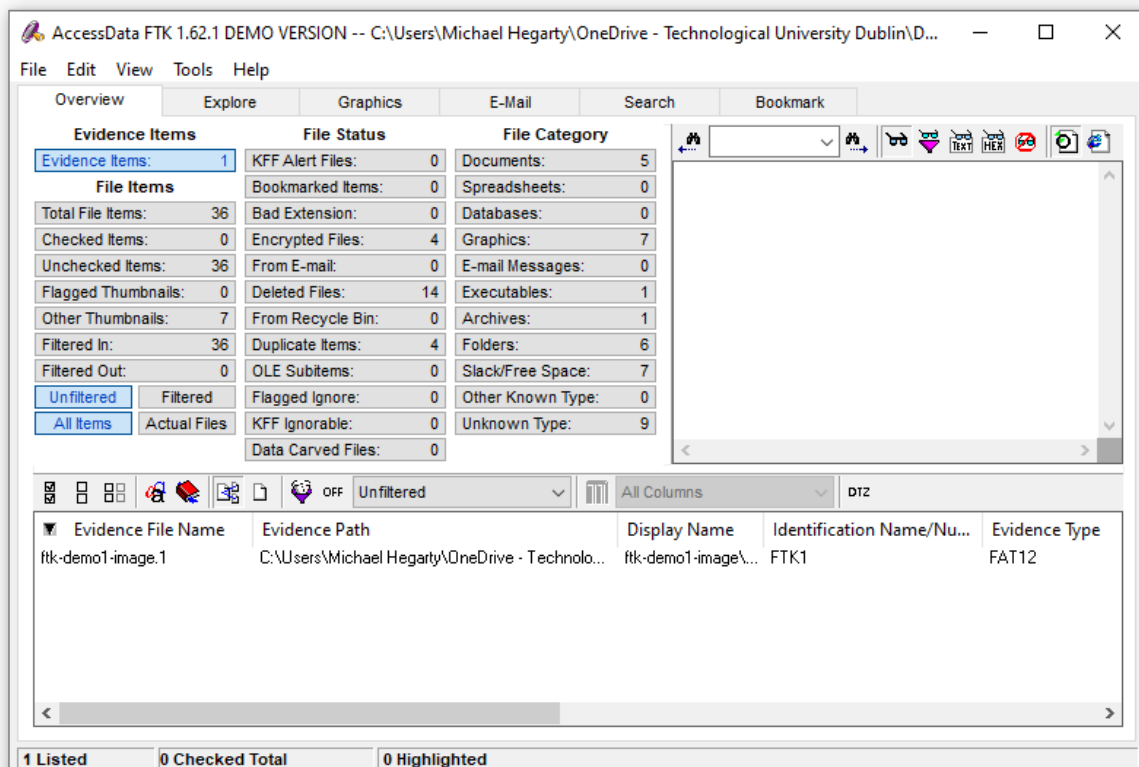 AccessData FTK 1.62.1 DEMO VERSION -- C:\Users\Michael Hegarty\OneDrive - Technological University Dublin\D...
File Edit View Tools Help
Overview Explore Graphics E-Mail Search Bookmark
Evidence Items File Status File Category
Evidence Items: 1 KFF Alert Files: 0 Documents: 5
File Items Bookmarked Items: 0 Spreadsheets: 0
Total File Items: 36 Bad Extension: 0 Databases: 0
Checked Items: 0 Encrypted Files: 4 Graphics: 7
Unchecked Items: 36 From E-mail: 0 E-mail Messages: 0
Flagged Thumbnails: 0 Deleted Files: 14 Executables: 1
Other Thumbnails: 7 From Recycle Bin: 0 Archives: 1
Filtered In: 36 Duplicate Items: 4 Folders: 6
Filtered Out: 0 OLE Subitems: 0 Slack/Free Space: 7
Unfiltered Filtered Flagged Ignore: 0 Other Known Type: 0
All Items Actual Files KFF Ignorable: 0 Unknown Type: 9
Data Carved Files: 0
TEXT HEX
OFF Unfiltered All Columns DTZ
Evidence File Name Evidence Path Display Name Identification Name/Nu... Evidence Type
ftk-demo1-image.1 C:\Users\Michael Hegarty\OneDrive - Technolo... ftk-demo1-image\... FTK1 FAT12
1 Listed 0 Checked Total 0 Highlighted